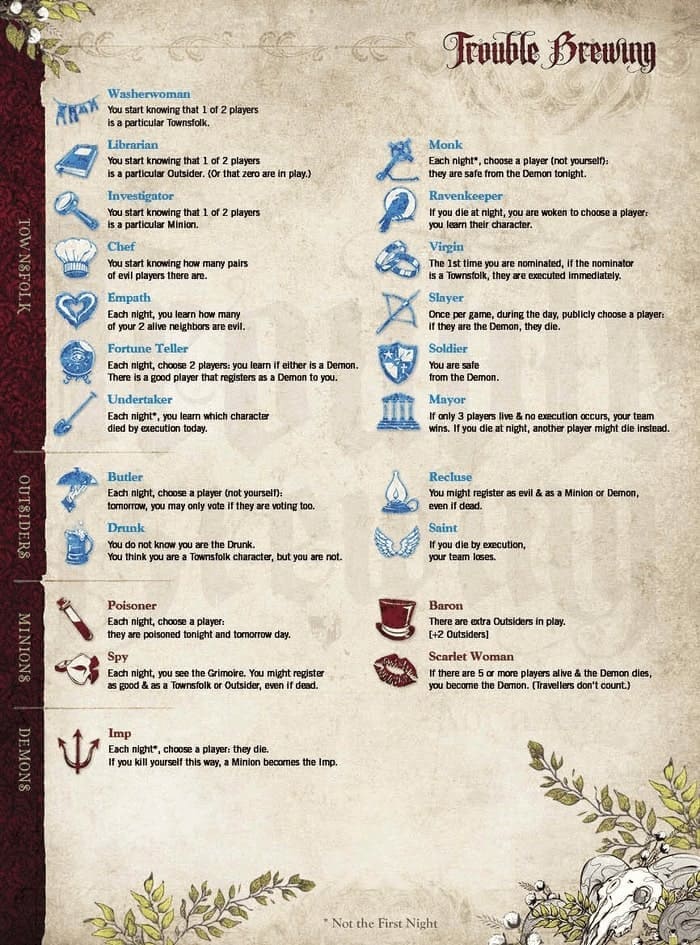 Trouble Brewing
TOWNSFOLK
Washerwoman
You start knowing that 1 of 2 players
is a particular Townsfolk.
Librarian
You start knowing that 1 of 2 players
is a particular Outsider. (Or that zero are in play.)
Investigator
You start knowing that 1 of 2 players
is a particular Minion.
Chef
You start knowing how many pairs
of evil players there are.
Empath
Each night, you learn how many
of your 2 alive neighbors are evil.
Fortune Teller
Each night, choose 2 players: you learn if either is a Demon.
There is a good player that registers as a Demon to you.
Undertaker
Each night*, you learn which character
died by execution today.
Monk
Each night*, choose a player (not yourself):
they are safe from the Demon tonight.
Ravenkeeper
If you die at night, you are woken to choose a player:
you learn their character.
Virgin
The 1st time you are nominated, if the nominator
is a Townsfolk, they are executed immediately.
Slayer
Once per game, during the day, publicly choose a player:
if they are the Demon, they die.
Soldier
You are safe
from the Demon.
Mayor
If only 3 players live & no execution occurs, your team
wins. If you die at night, another player might die instead.
OUTSIDERS
Butler
Each night, choose a player (not yourself):
tomorrow, you may only vote if they are voting too.
Drunk
You do not know you are the Drunk.
You think you are a Townsfolk character, but you are not.
Recluse
You might register as evil & as a Minion or Demon,
even if dead.
Saint
If you die by execution,
your team loses.
MINIONS
Poisoner
Each night, choose a player:
they are poisoned tonight and tomorrow day.
Spy
Each night, you see the Grimoire. You might register
as good & as a Townsfolk or Outsider, even if dead.
Baron
There are extra Outsiders in play.
[+2 Outsiders]
Scarlet Woman
If there are 5 or more players alive & the Demon dies,
you become the Demon. (Travellers don't count.)
DEMONS
Imp
Each night*, choose a player: they die.
If you kill yourself this way, a Minion becomes the Imp.
* Not the First Night